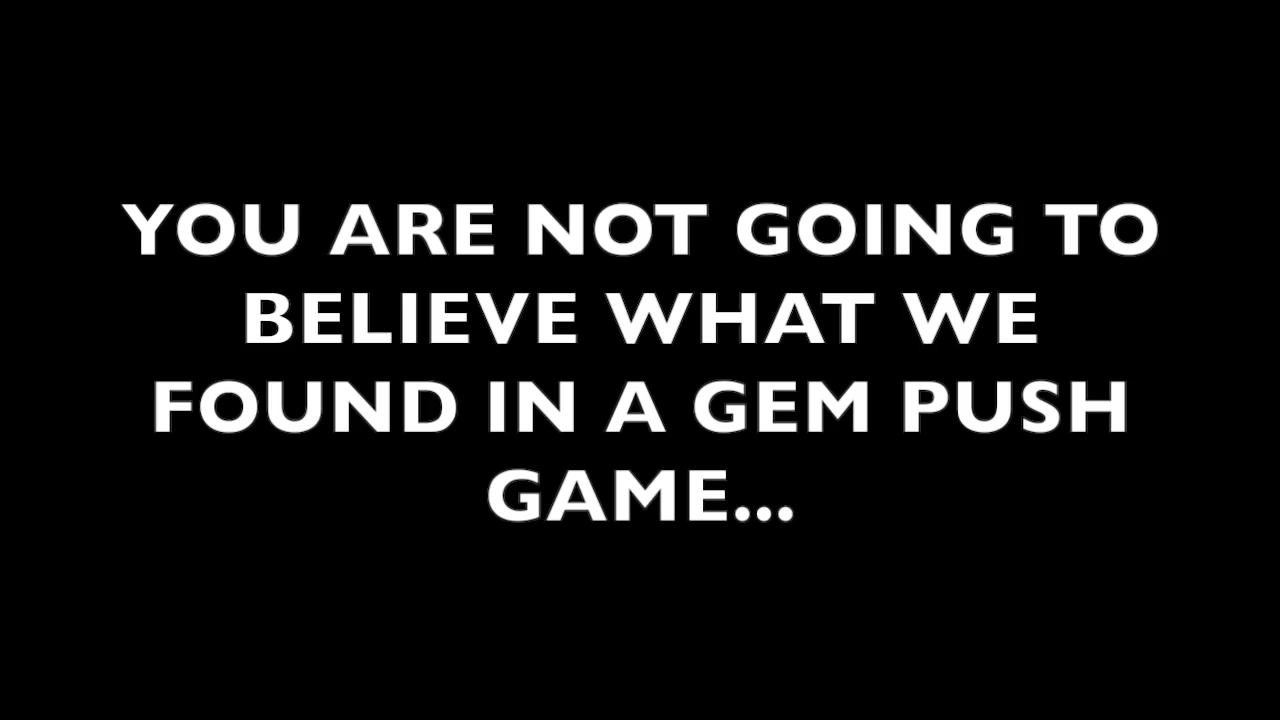 YOU ARE NOT GOING TO
BELIEVE WHAT WE
FOUND IN A GEM PUSH
GAME...